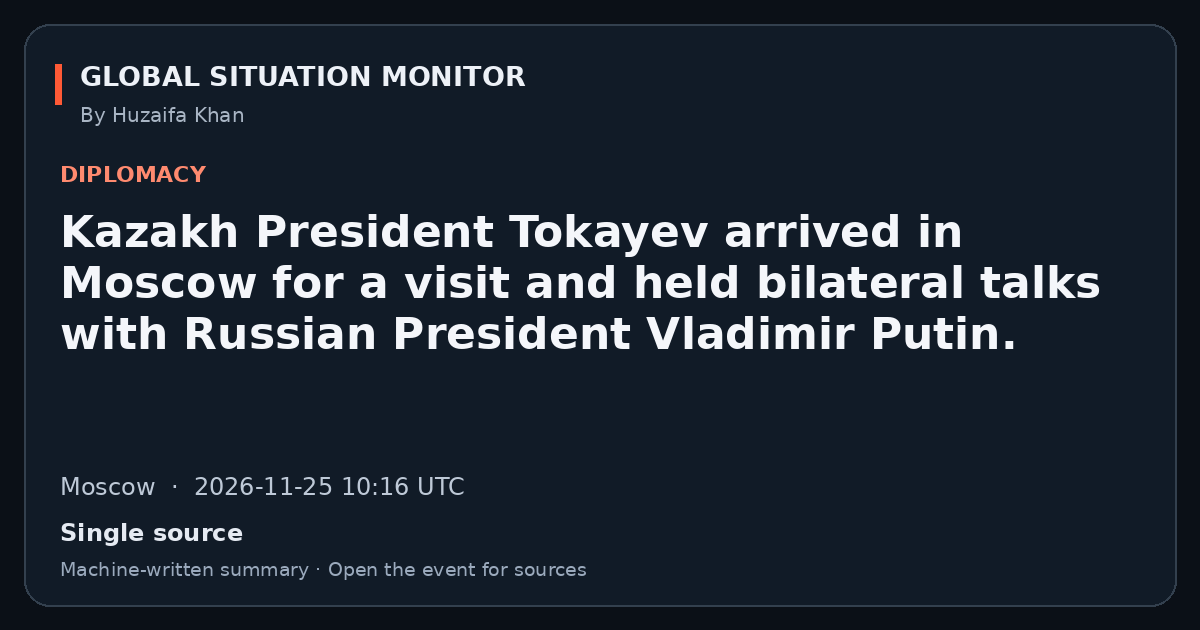 GLOBAL SITUATION MONITOR
By Huzaifa Khan
DIPLOMACY
Kazakh President Tokayev arrived in
Moscow for a visit and held bilateral talks
with Russian President Vladimir Putin.
Moscow · 2026-11-25 10:16 UTC
Single source
Machine-written summary · Open the event for sources